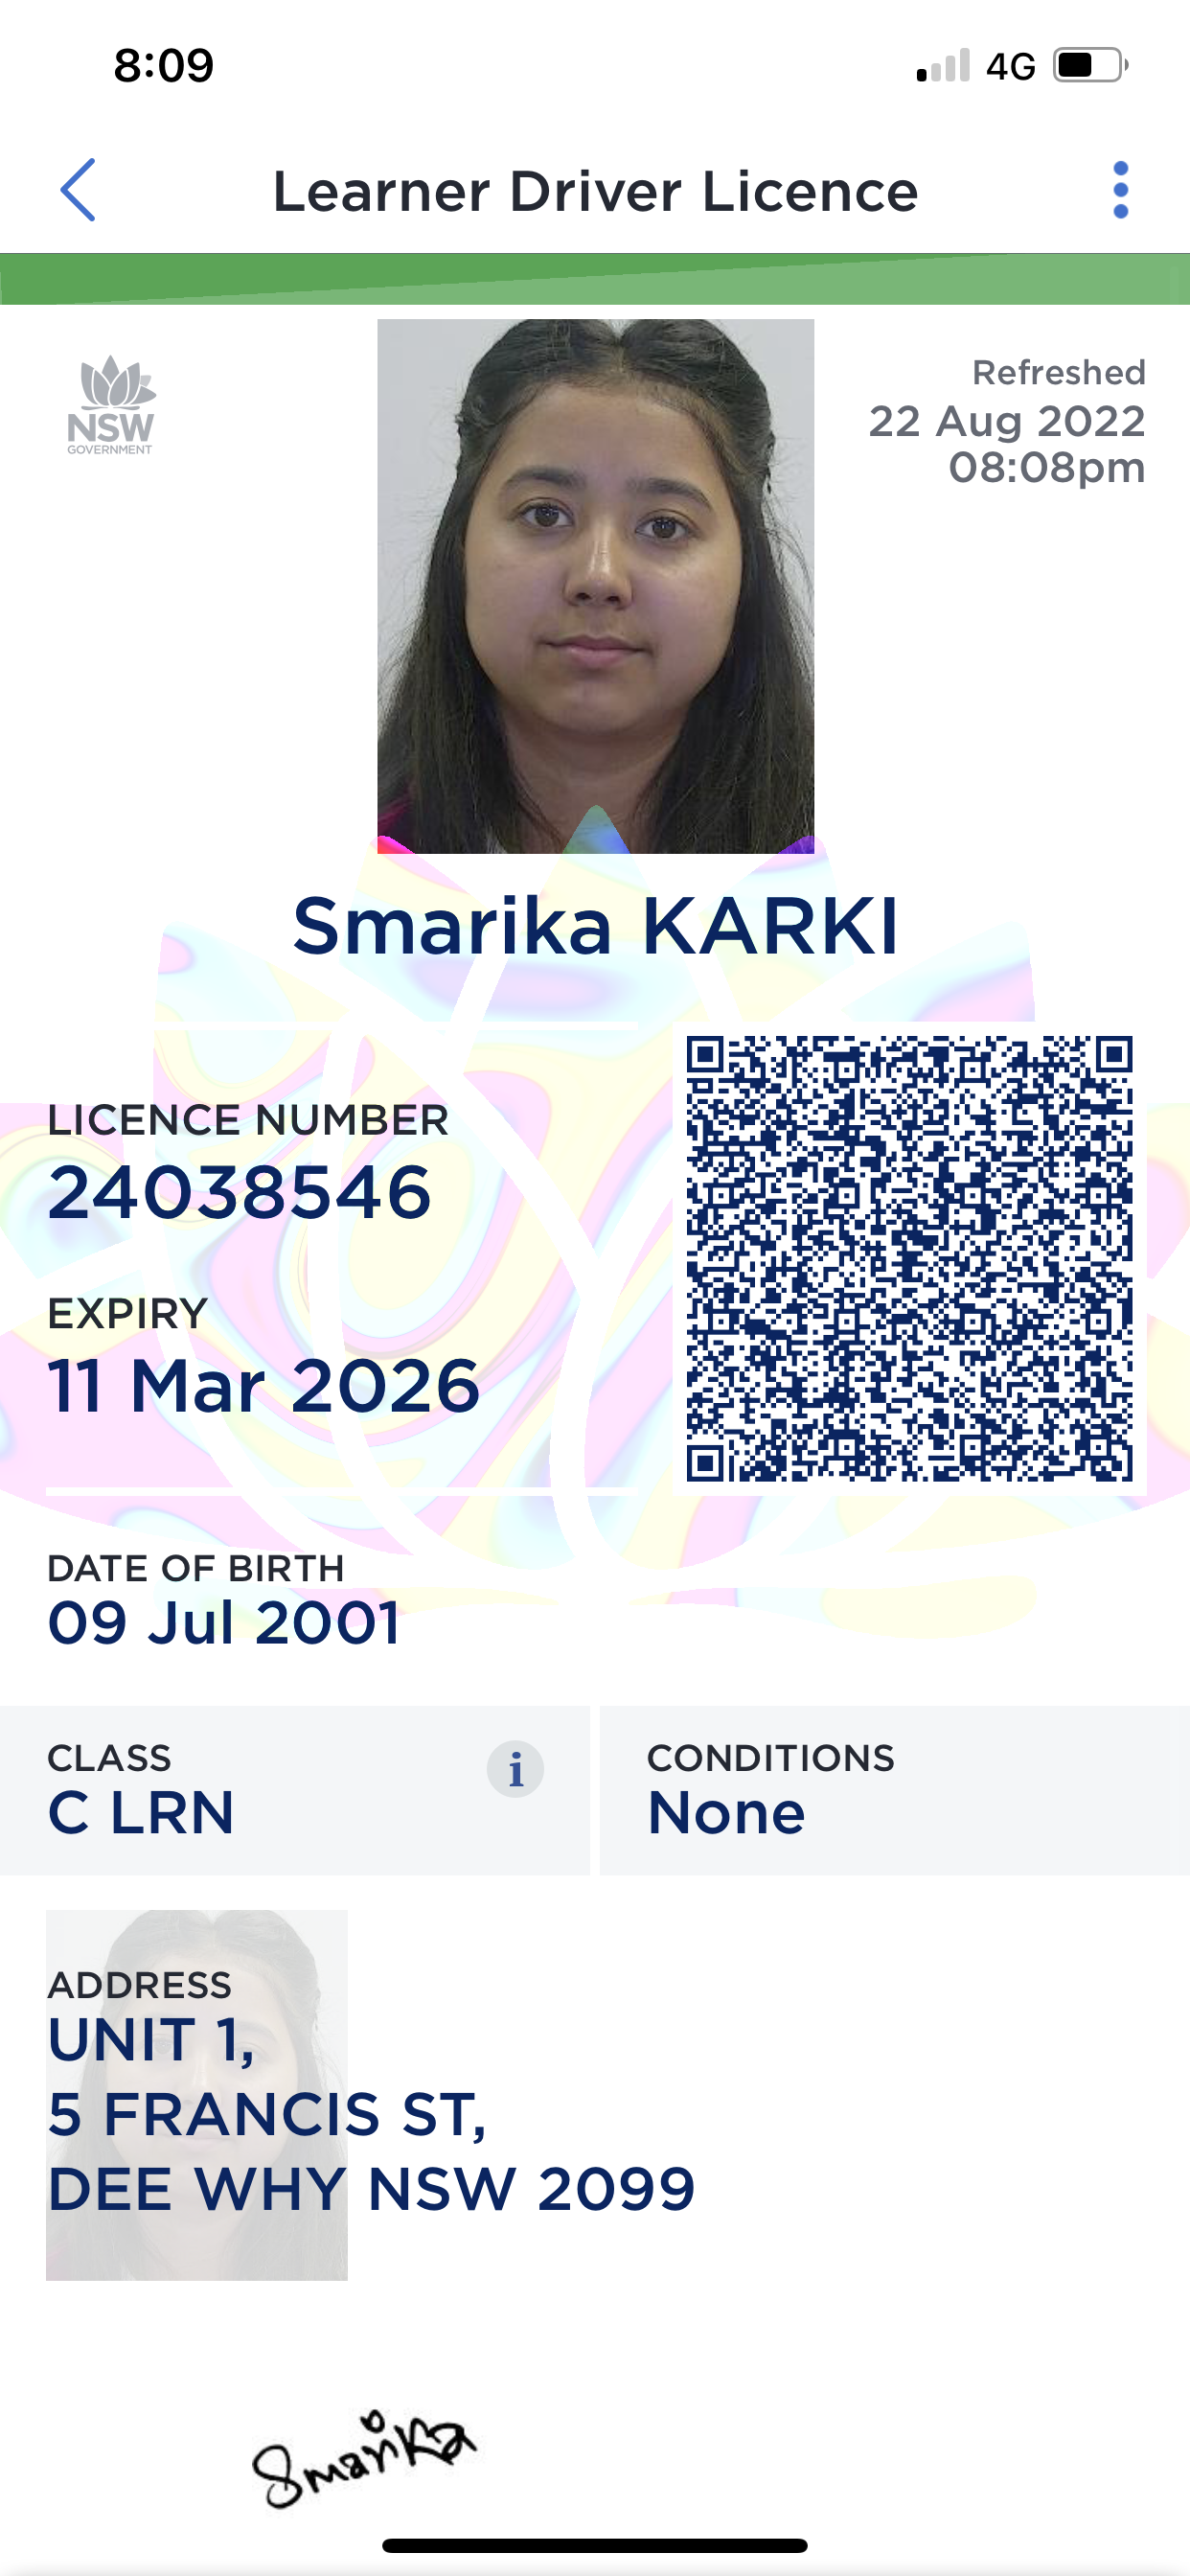 8:09
4G
Learner Driver Licence
NSW
GOVERNMENT
Refreshed
22 Aug 2022
08:08pm
Smarika KARKI
LICENCE NUMBER
24038546
EXPIRY
11 Mar 2026
DATE OF BIRTH
09 Jul 2001
CLASS
C LRN
i
CONDITIONS
None
ADDRESS
UNIT 1,
5 FRANCIS ST,
DEE WHY NSW 2099
Smarika